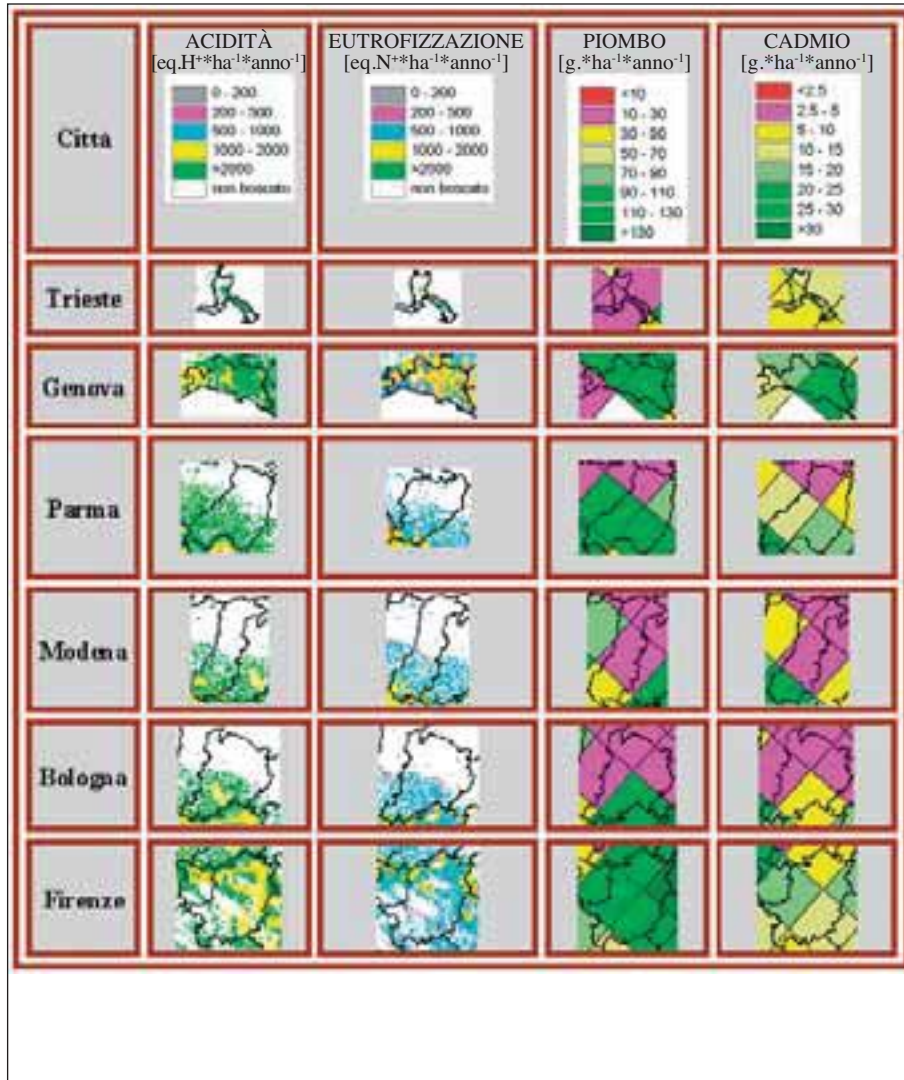 Città
ACIDITÀ
[eq.H⁺*ha⁻¹*anno⁻¹]
0 - 200
200 - 500
500 - 1000
1000 - 2000
>2000
non boscato
EUTROFIZZAZIONE
[eq.N⁺*ha⁻¹*anno⁻¹]
0 - 200
200 - 500
500 - 1000
1000 - 2000
>2000
non boscato
PIOMBO
[g.*ha⁻¹*anno⁻¹]
<10
10 - 30
30 - 50
50 - 70
70 - 90
90 - 110
110 - 130
>130
CADMIO
[g.*ha⁻¹*anno⁻¹]
<2.5
2.5 - 5
5 - 10
10 - 15
15 - 20
20 - 25
25 - 30
>30
Trieste
Genova
Parma
Modena
Bologna
Firenze